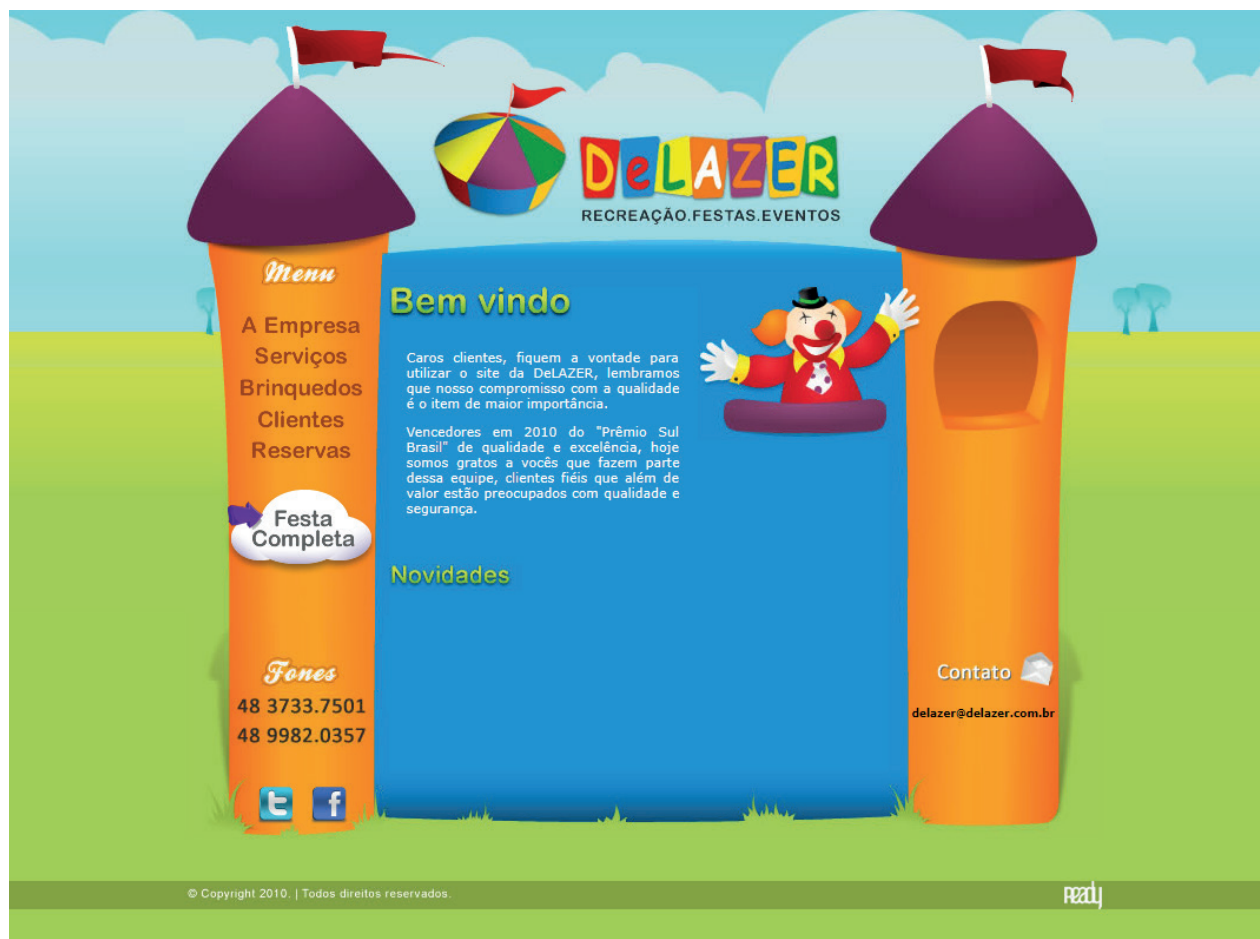 DeLAZER
RECREAÇÃO.FESTAS.EVENTOS
Menu
A Empresa
Serviços
Brinquedos
Clientes
Reservas
Festa
Completa
Fones
48 3733.7501
48 9982.0357
t
f
Bem vindo
Caros clientes, fiquem a vontade para
utilizar o site da DeLAZER, lembramos
que nosso compromisso com a qualidade
é o item de maior importância.
Vencedores em 2010 do "Prêmio Sul
Brasil" de qualidade e excelência, hoje
somos gratos a vocês que fazem parte
dessa equipe, clientes fiéis que além de
valor estão preocupados com qualidade e
segurança.
Novidades
Contato
delazer@delazer.com.br
© Copyright 2010. | Todos direitos reservados.
Ready